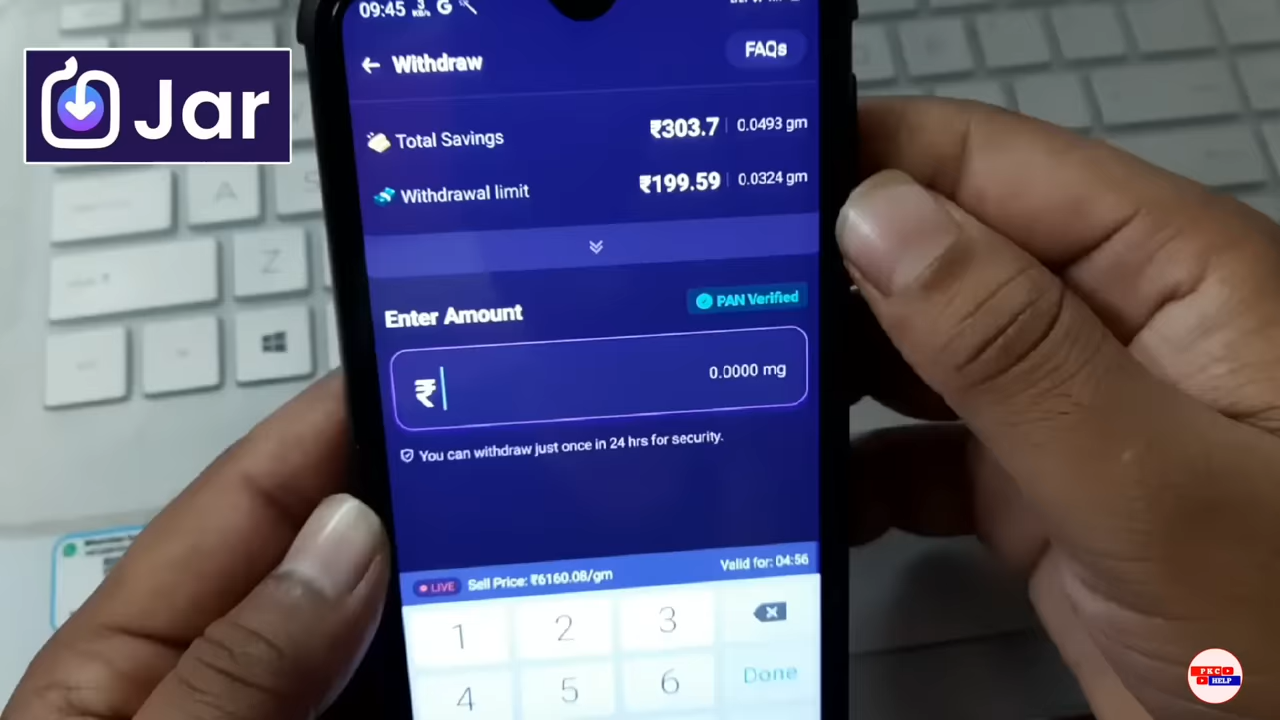 09:45
Jar
Withdraw
FAQs
Total Savings
₹303.7 | 0.0493 gm
Withdrawal limit
₹199.59 | 0.0324 gm
Enter Amount
PAN Verified
₹
0.0000 mg
You can withdraw just once in 24 hrs for security.
LIVE
Sell Price: ₹6160.08/gm
Valid for: 04:56
1 2 3
4 5 6
Done
A
Z
PKC
HELP